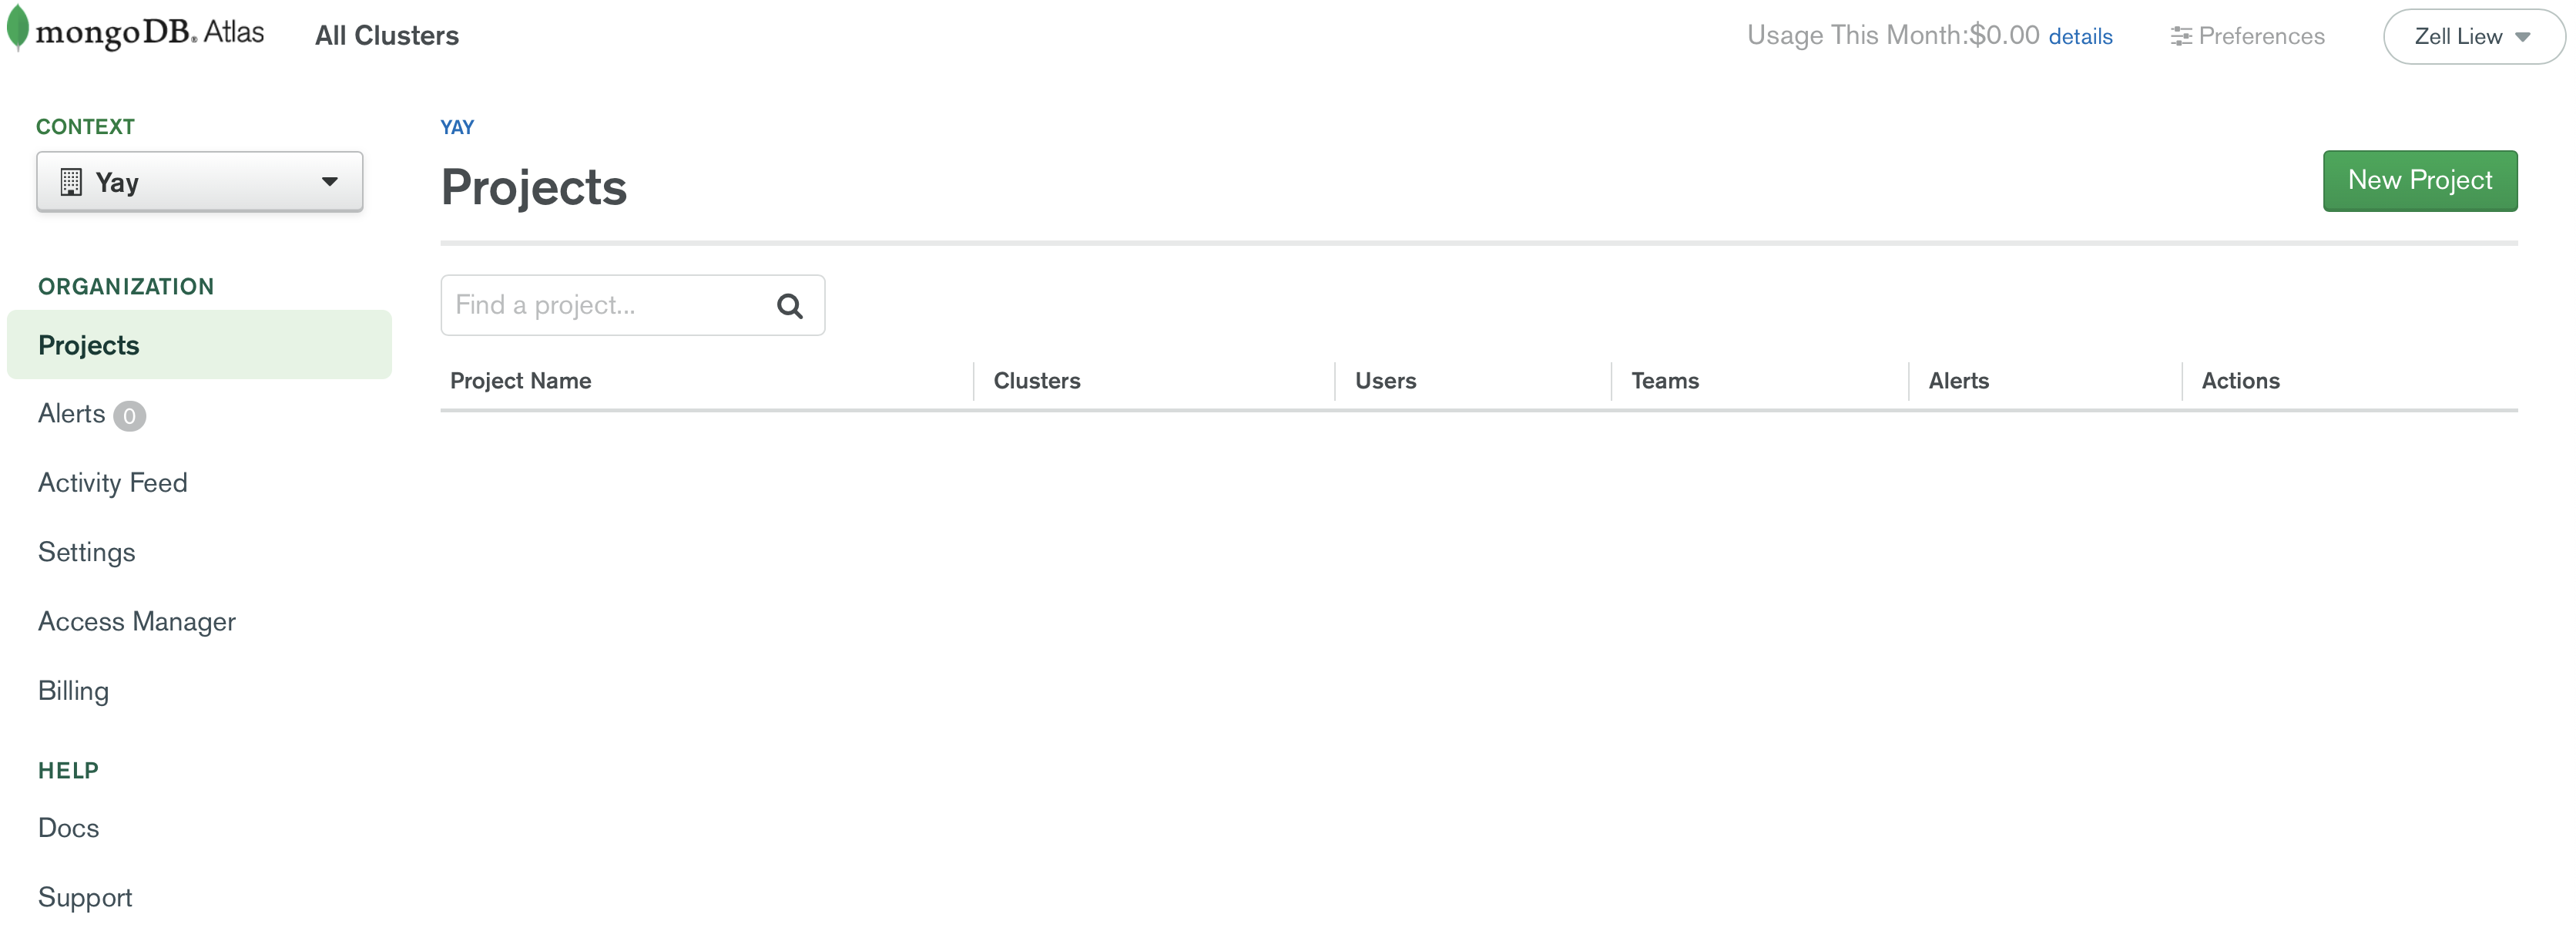 mongoDB. Atlas
All Clusters
Usage This Month:$0.00 details
Preferences
Zell Liew
CONTEXT
Yay
ORGANIZATION
Projects
Alerts 0
Activity Feed
Settings
Access Manager
Billing
HELP
Docs
Support
YAY
Projects
New Project
Find a project...
Project Name Clusters Users Teams Alerts Actions